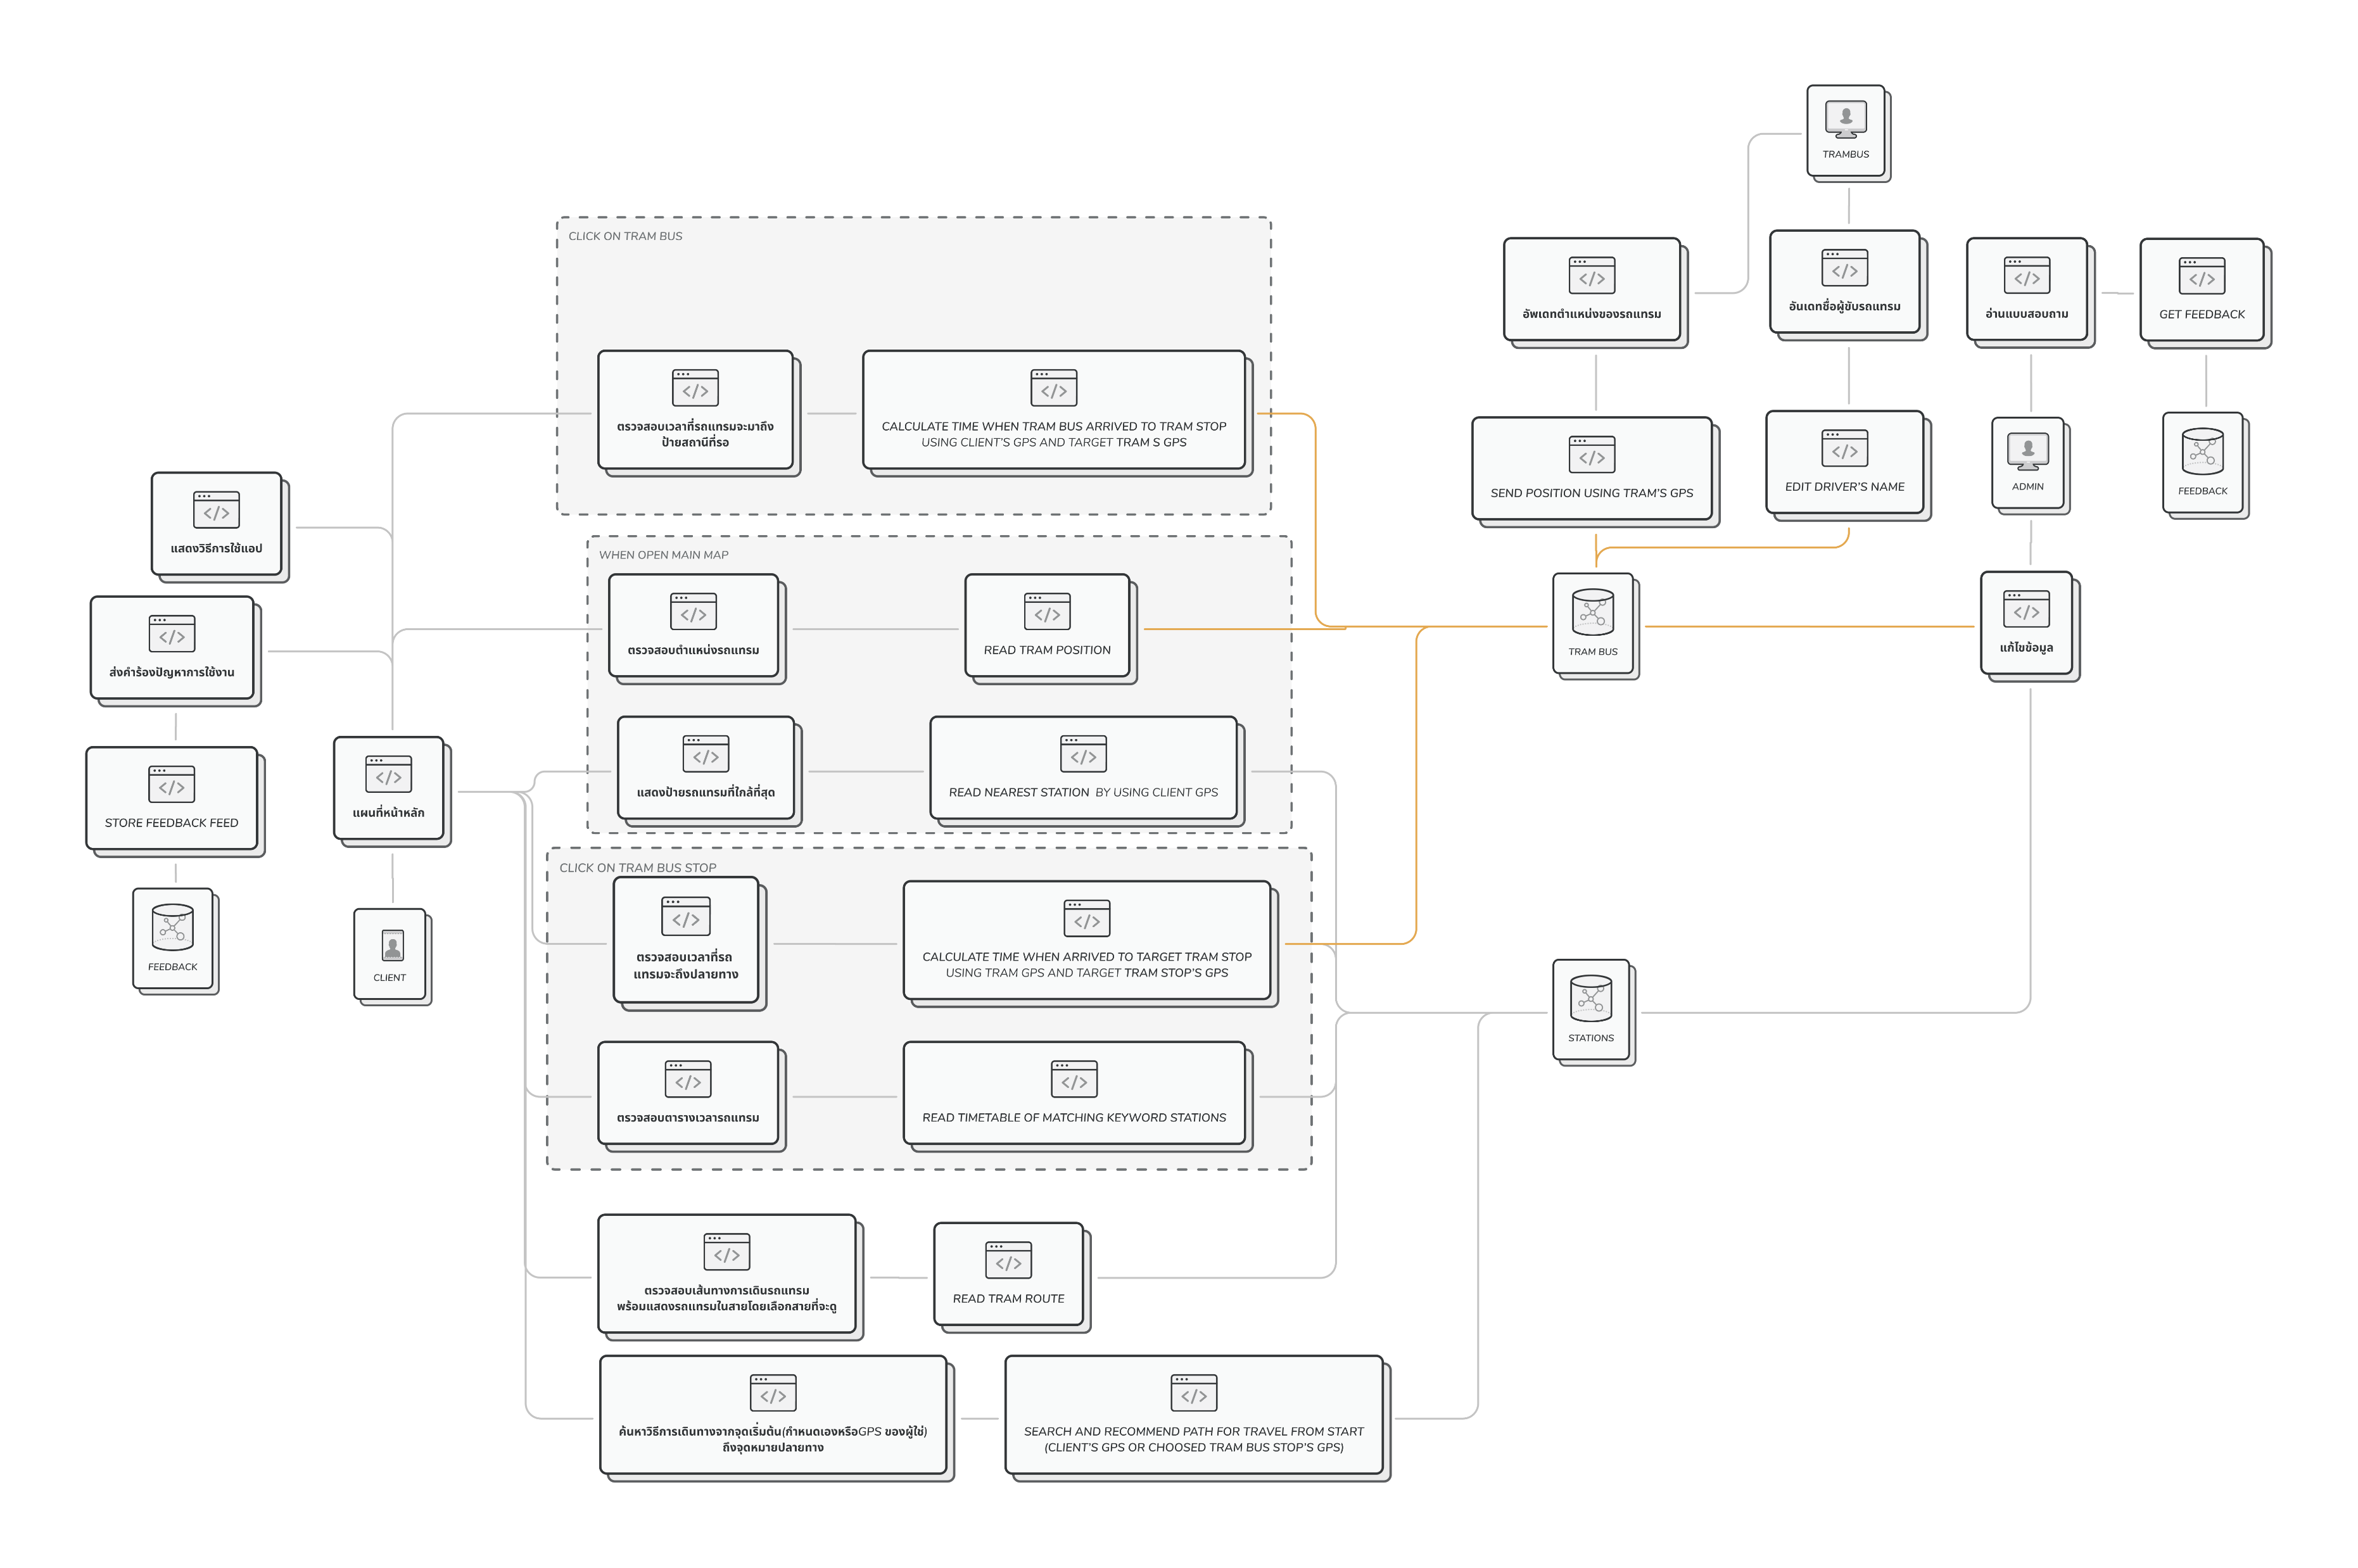 TRAMBUS
CLICK ON TRAM BUS
อัพเดทตำแหน่งของรถแทรม
อันเดทชื่อผู้ขับรถแทรม
อ่านแบบสอบถาม
GET FEEDBACK
ตรวจสอบเวลาที่รถแทรมจะมาถึง
ป้ายสถานีที่รอ
CALCULATE TIME WHEN TRAM BUS ARRIVED TO TRAM STOP
USING CLIENT'S GPS AND TARGET TRAM S GPS
SEND POSITION USING TRAM'S GPS
EDIT DRIVER'S NAME
ADMIN
FEEDBACK
แสดงวิธีการใช้แอป
WHEN OPEN MAIN MAP
ส่งคำร้องปัญหาการใช้งาน
ตรวจสอบตำแหน่งรถแทรม
READ TRAM POSITION
TRAM BUS
แก้ไขข้อมูล
แสดงป้ายรถแทรมที่ใกล้ที่สุด
READ NEAREST STATION BY USING CLIENT GPS
STORE FEEDBACK FEED
แผนที่หน้าหลัก
CLICK ON TRAM BUS STOP
FEEDBACK
CLIENT
ตรวจสอบเวลาที่รถ
แทรมจะถึงปลายทาง
CALCULATE TIME WHEN ARRIVED TO TARGET TRAM STOP
USING TRAM GPS AND TARGET TRAM STOP'S GPS
STATIONS
ตรวจสอบตารางเวลารถแทรม
READ TIMETABLE OF MATCHING KEYWORD STATIONS
ตรวจสอบเส้นทางการเดินรถแทรม
พร้อมแสดงรถแทรมในสายโดยเลือกสายที่จะดู
READ TRAM ROUTE
ค้นหาวิธีการเดินทางจากจุดเริ่มต้น(กำหนดเองหรือGPS ของผู้ใช่)
ถึงจุดหมายปลายทาง
SEARCH AND RECOMMEND PATH FOR TRAVEL FROM START
(CLIENT'S GPS OR CHOOSED TRAM BUS STOP'S GPS)